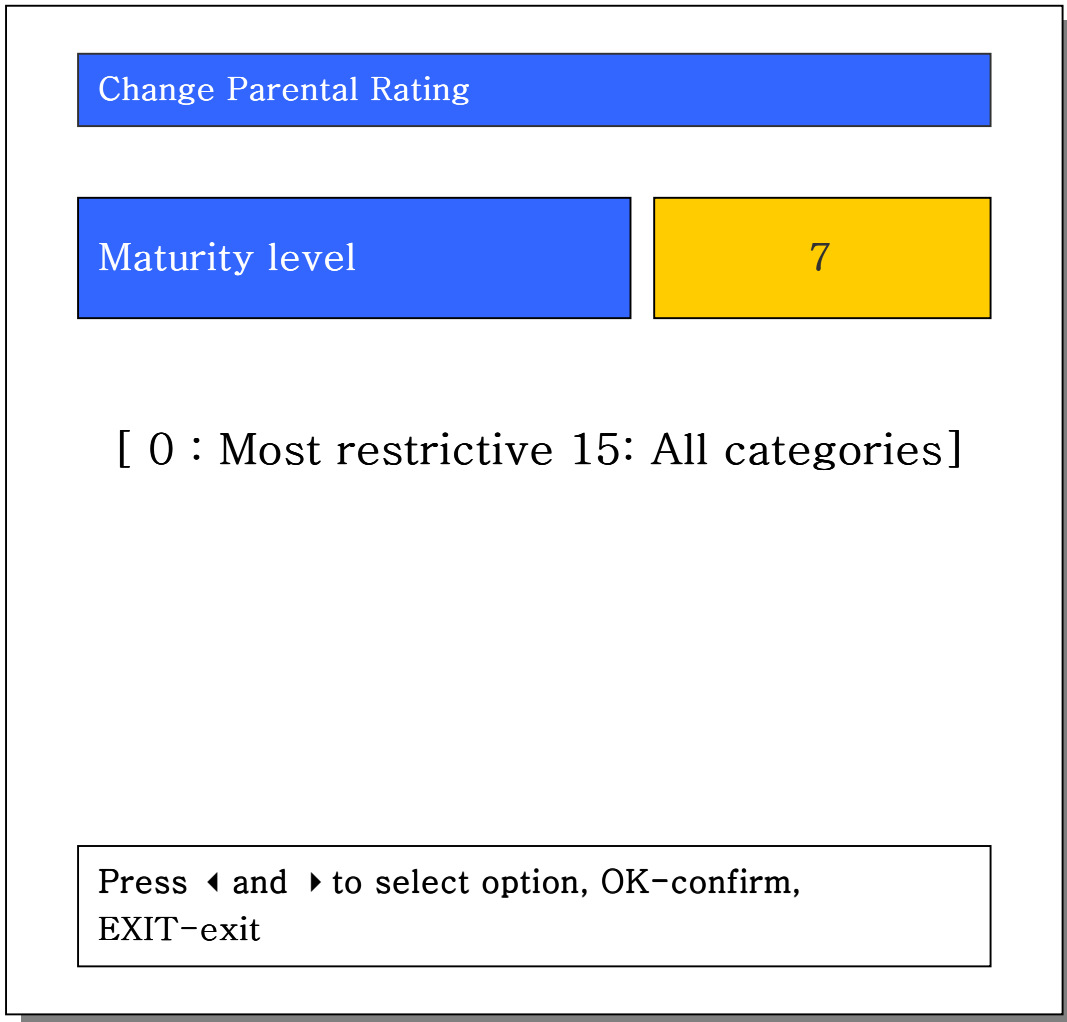 Change Parental Rating
Maturity level 7
[ 0 : Most restrictive 15: All categories]
Press ◀ and ▶ to select option, OK-confirm,
EXIT-exit